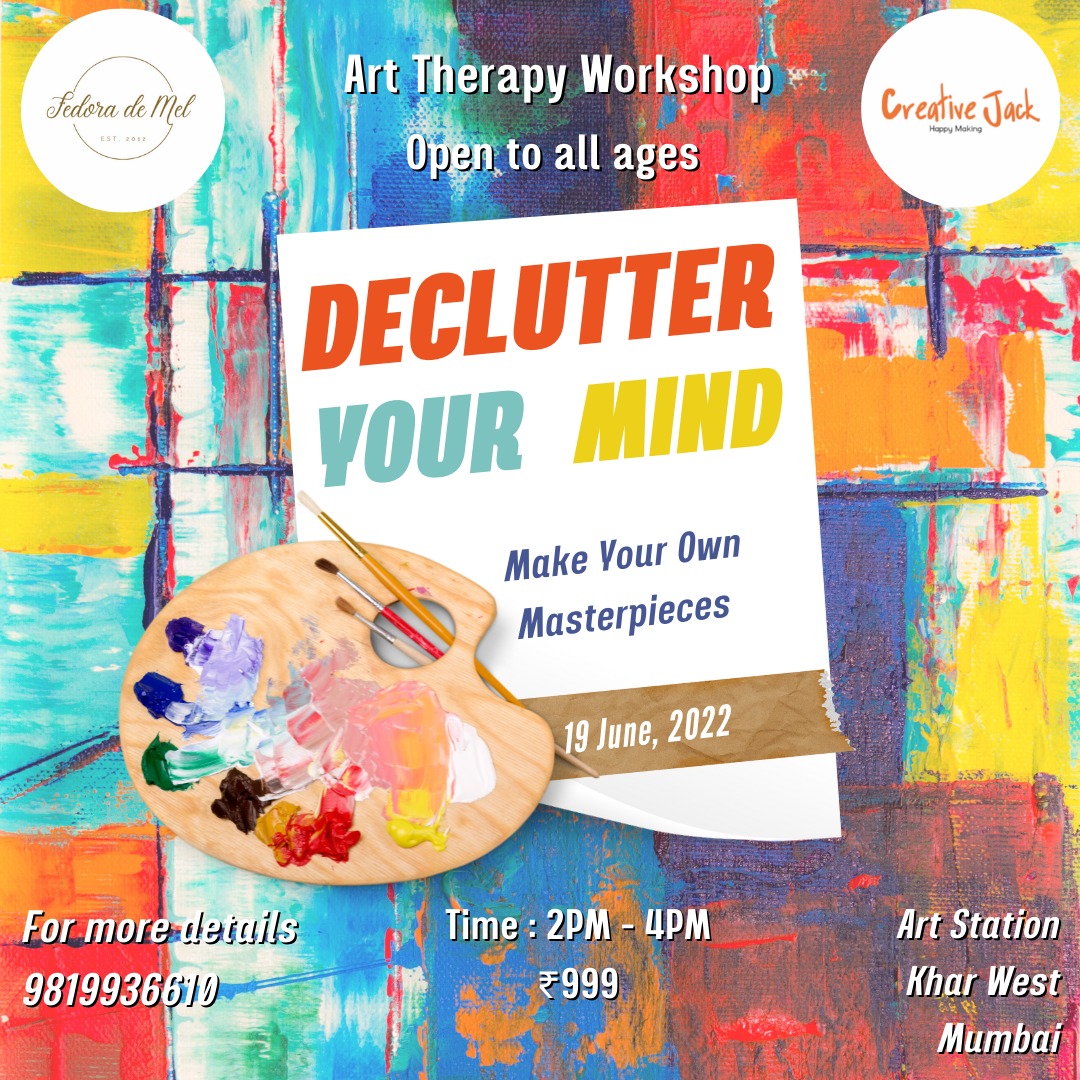 Fedora de Mel
EST. 2012
Creative Jack
Happy Making
Art Therapy Workshop
Open to all ages
DECLUTTER
YOUR MIND
Make Your Own
Masterpieces
19 June, 2022
For more details
9819936610
Time : 2PM - 4PM
₹999
Art Station
Khar West
Mumbai